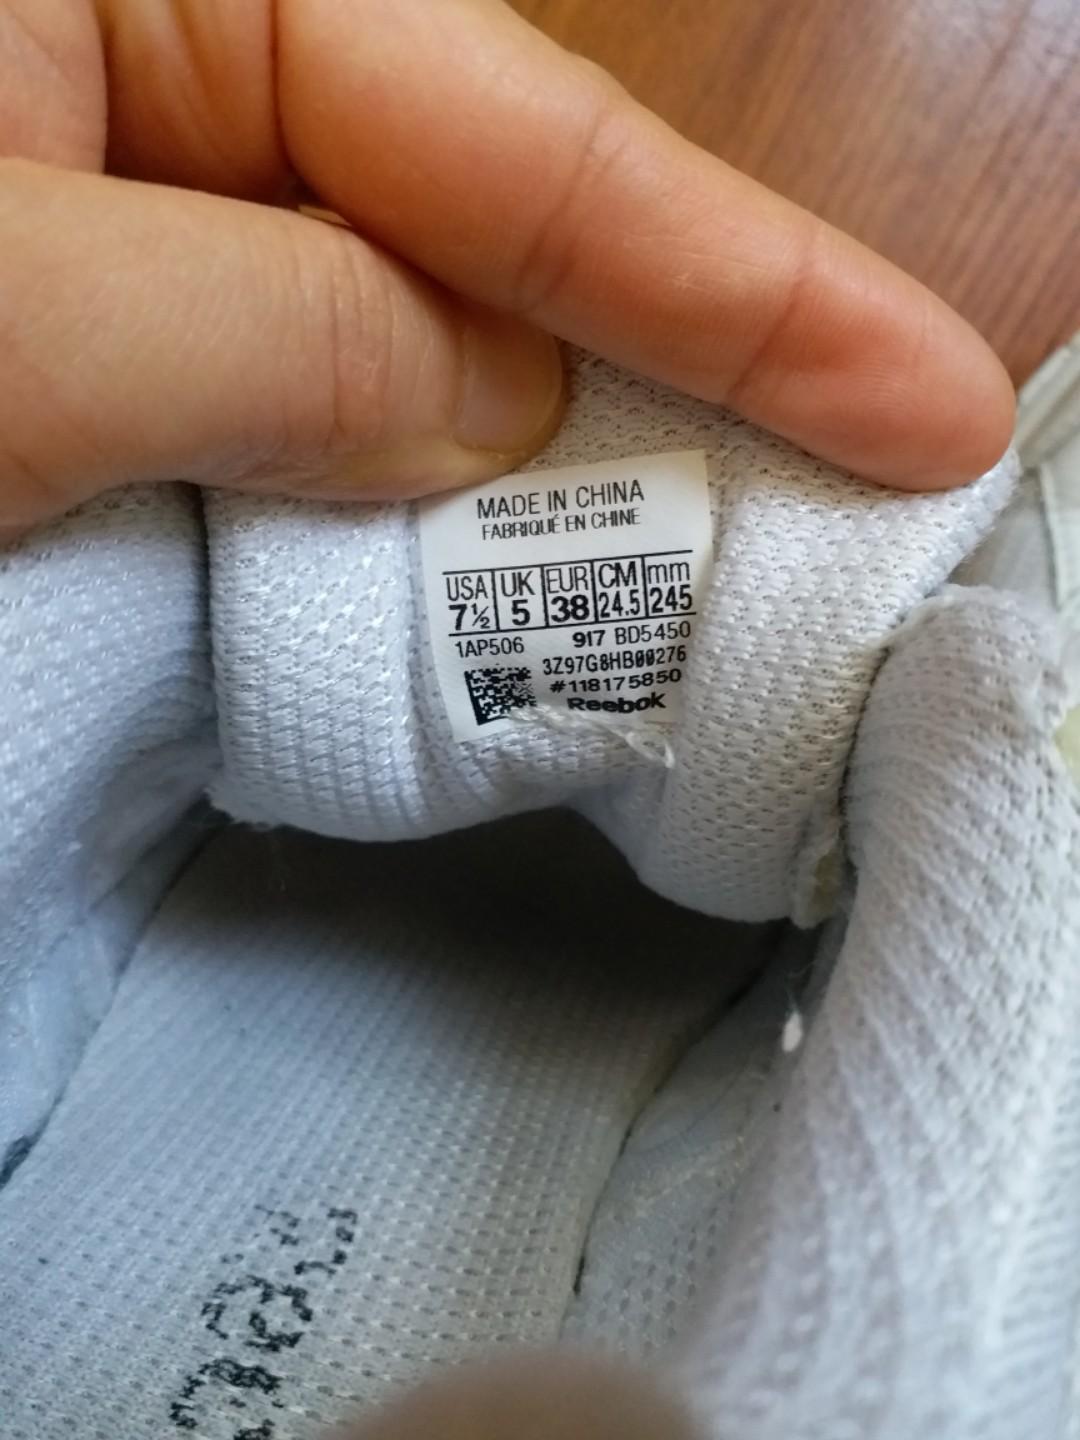 MADE IN CHINA
FABRIQUÉ EN CHINE
USA UK EUR CM mm
7½ 5 38 24.5 245
1AP506 917 BD5450
3Z97G8HB00276
#118175850
Reebok